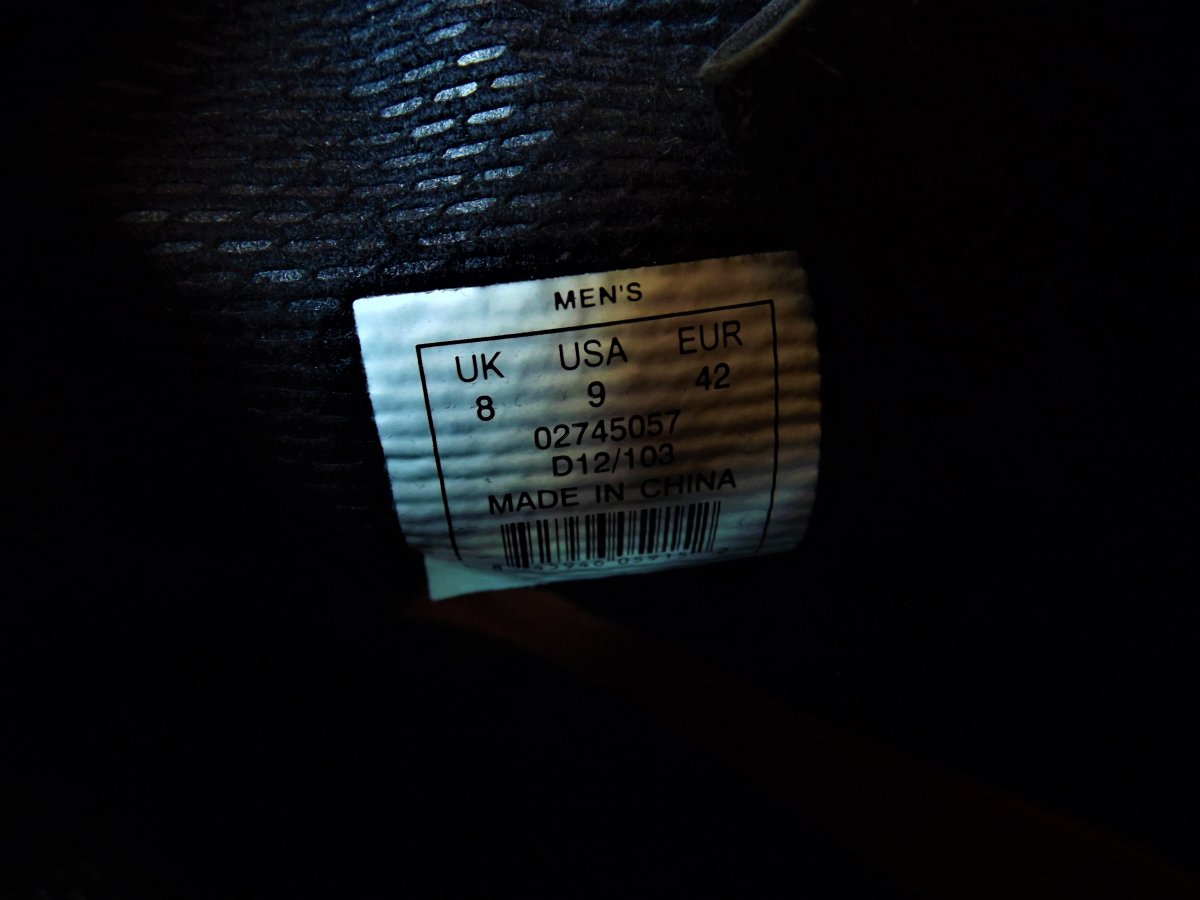 MEN'S
UK USA EUR
8 9 42
02745057
D12/103
MADE IN CHINA